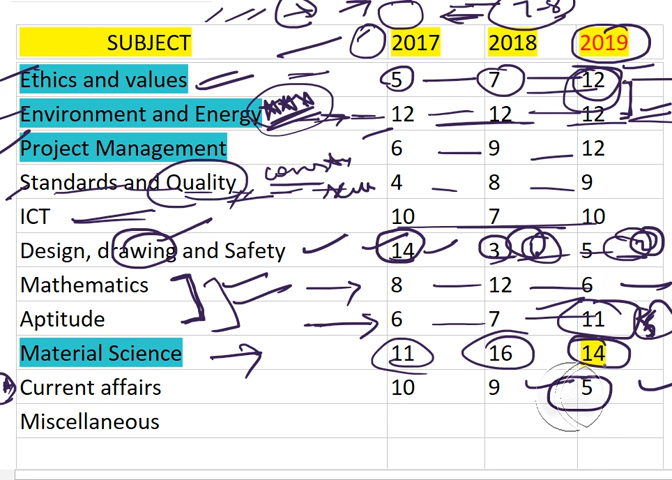 7-8
SUBJECT 2017 2018 2019
Ethics and values 5 7 12
Environment and Energy 12 12 12
Project Management 6 9 12
Standards and Quality 4 8 9
ICT 10 7 10
Design, drawing and Safety 14 3 5
Mathematics 8 12 6
Aptitude 6 7 11
Material Science 11 16 14
Current affairs 10 9 5
Miscellaneous